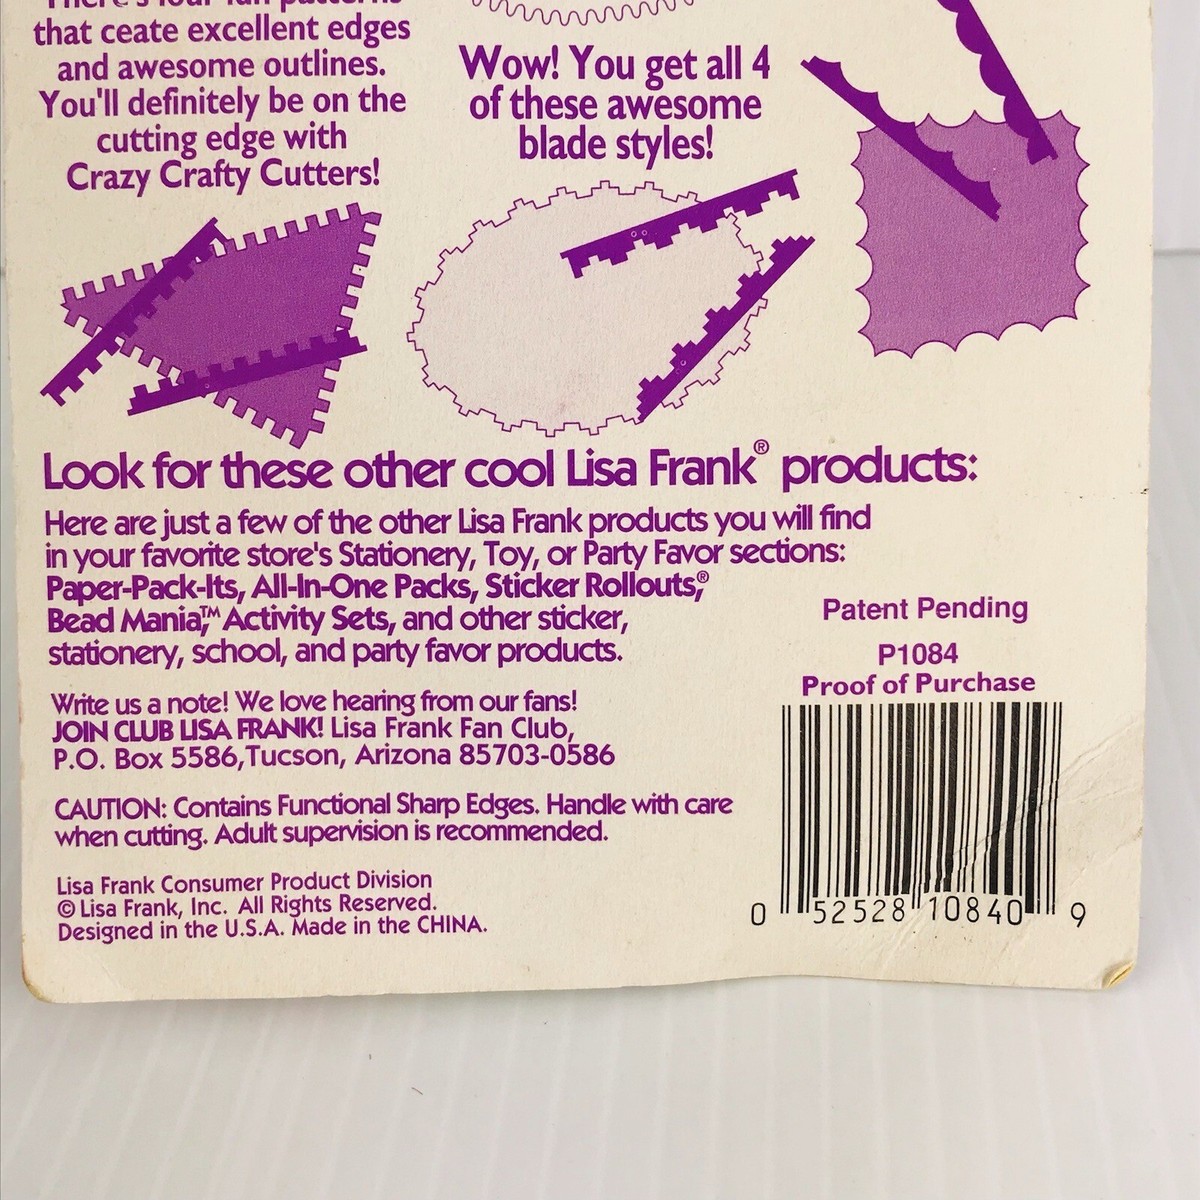 There's four fun patterns
that ceate excellent edges
and awesome outlines.
You'll definitely be on the
cutting edge with
Crazy Crafty Cutters!
Wow! You get all 4
of these awesome
blade styles!
Look for these other cool Lisa Frank® products:
Here are just a few of the other Lisa Frank products you will find
in your favorite store's Stationery, Toy, or Party Favor sections:
Paper-Pack-Its, All-In-One Packs, Sticker Rollouts,®
Bead Mania,™ Activity Sets, and other sticker,
stationery, school, and party favor products.
Write us a note! We love hearing from our fans!
JOIN CLUB LISA FRANK! Lisa Frank Fan Club,
P.O. Box 5586, Tucson, Arizona 85703-0586
CAUTION: Contains Functional Sharp Edges. Handle with care
when cutting. Adult supervision is recommended.
Lisa Frank Consumer Product Division
© Lisa Frank, Inc. All Rights Reserved.
Designed in the U.S.A. Made in the CHINA.
Patent Pending
P1084
Proof of Purchase
0 52528 10840 9